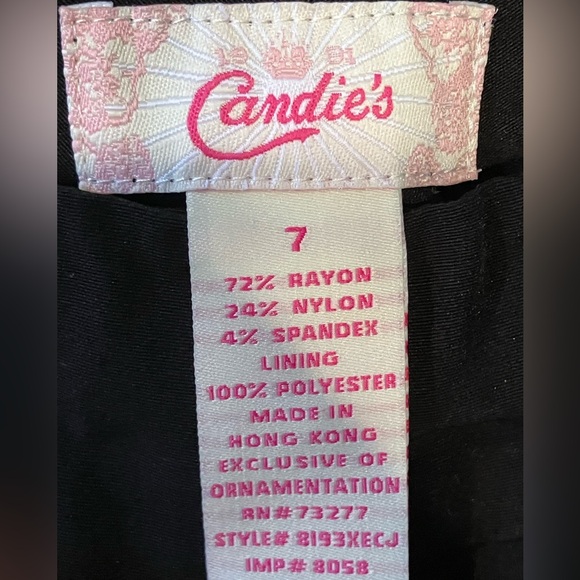 1981
Candie's
7
72% RAYON
24% NYLON
4% SPANDEX
LINING
100% POLYESTER
MADE IN
HONG KONG
EXCLUSIVE OF
ORNAMENTATION
RN#73277
STYLE# 8193XECJ
IMP# 8058